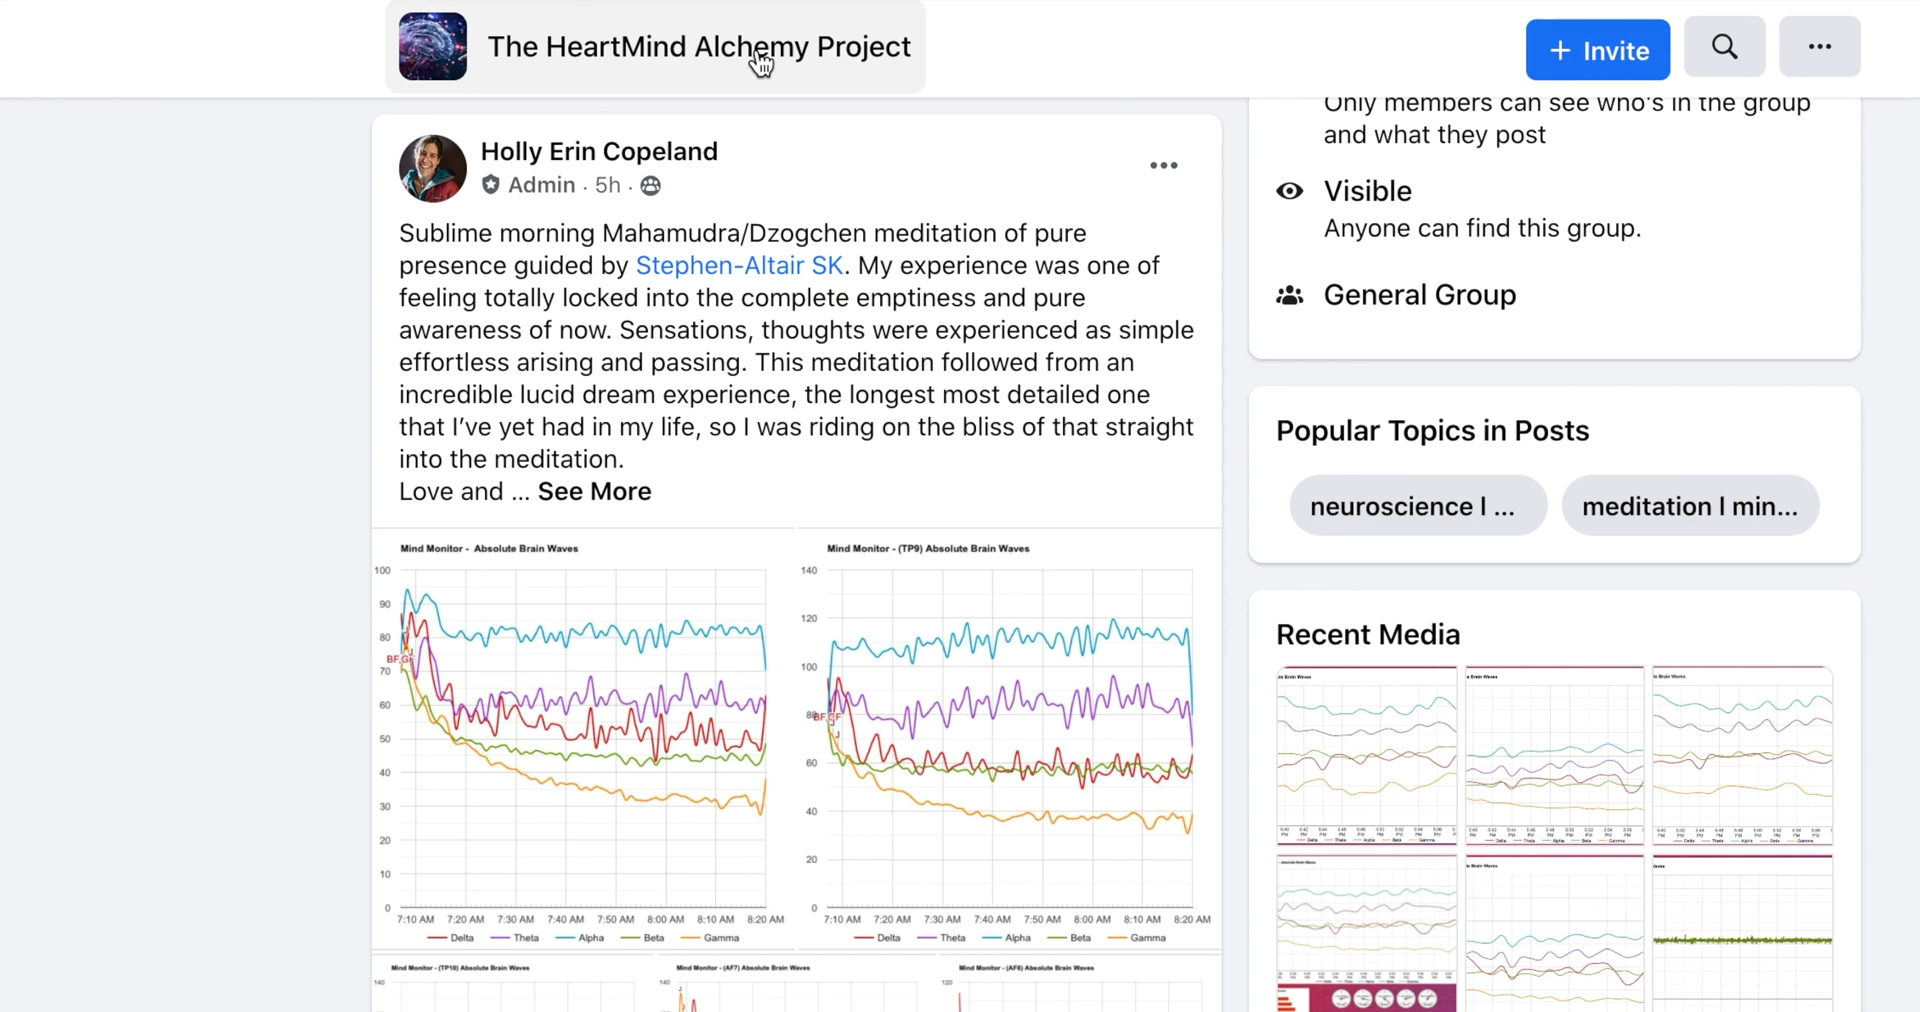 The HeartMind Alchemy Project
+ Invite
Only members can see who's in the group
and what they post
Visible
Anyone can find this group.
General Group
Holly Erin Copeland
Admin · 5h ·
Sublime morning Mahamudra/Dzogchen meditation of pure
presence guided by Stephen-Altair SK. My experience was one of
feeling totally locked into the complete emptiness and pure
awareness of now. Sensations, thoughts were experienced as simple
effortless arising and passing. This meditation followed from an
incredible lucid dream experience, the longest most detailed one
that I've yet had in my life, so I was riding on the bliss of that straight
into the meditation.
Love and ... See More
Popular Topics in Posts
neuroscience l ...
meditation l min...
Recent Media
Mind Monitor - Absolute Brain Waves
100
90
80
70
60
50
40
30
20
10
0
7:10 AM 7:20 AM 7:30 AM 7:40 AM 7:50 AM 8:00 AM 8:10 AM 8:20 AM
Delta Theta Alpha Beta Gamma
Mind Monitor - (TP9) Absolute Brain Waves
140
120
100
80
60
40
20
0
7:10 AM 7:20 AM 7:30 AM 7:40 AM 7:50 AM 8:00 AM 8:10 AM 8:20 AM
Delta Theta Alpha Beta Gamma
Mind Monitor - (TP10) Absolute Brain Waves
140
Mind Monitor - (AF7) Absolute Brain Waves
140
Mind Monitor - (AF8) Absolute Brain Waves
120